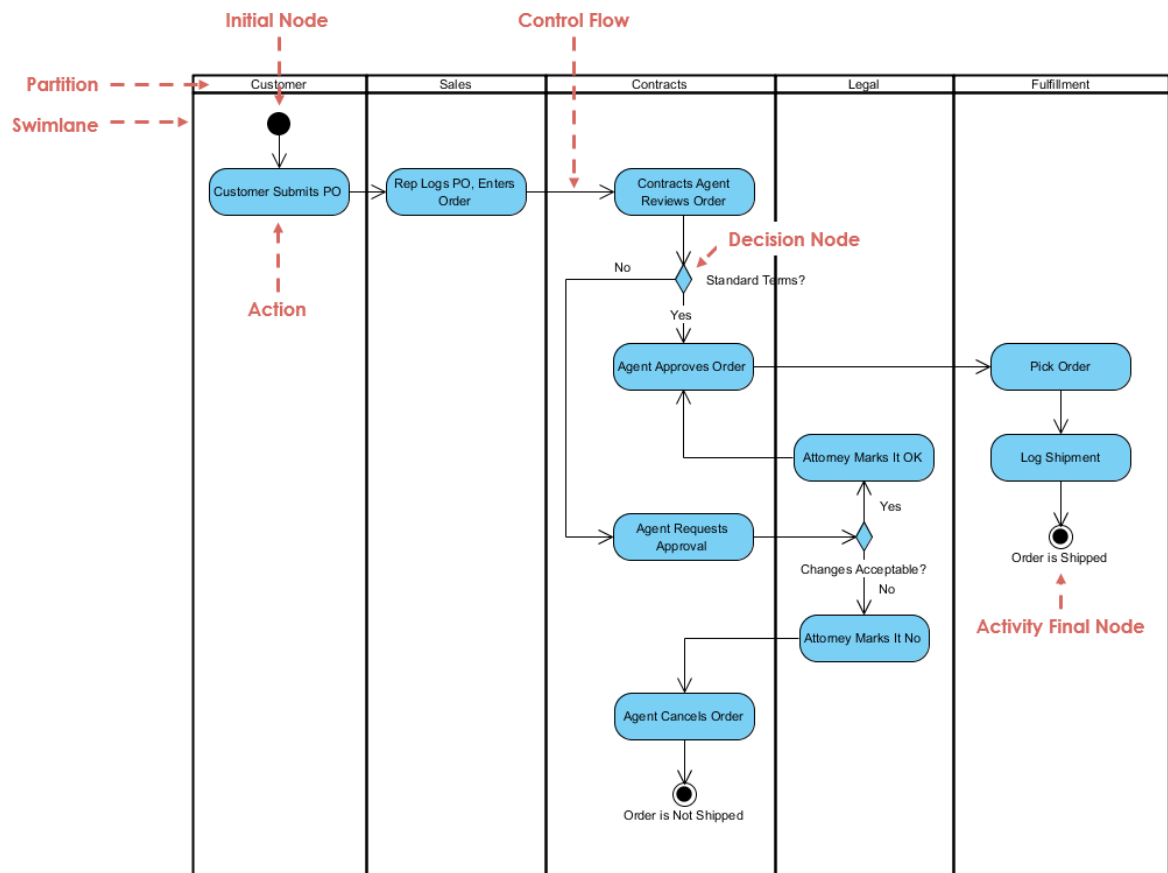 Initial Node
Control Flow
Partition
Customer
Sales
Contracts
Legal
Fulfillment
Swimlane
Customer Submits PO
Rep Logs PO, Enters
Order
Contracts Agent
Reviews Order
Decision Node
No
Standard Terms?
Action
Yes
Agent Approves Order
Pick Order
Attorney Marks It OK
Log Shipment
Yes
Agent Requests
Approval
Order is Shipped
Changes Acceptable?
No
Activity Final Node
Attorney Marks It No
Agent Cancels Order
Order is Not Shipped